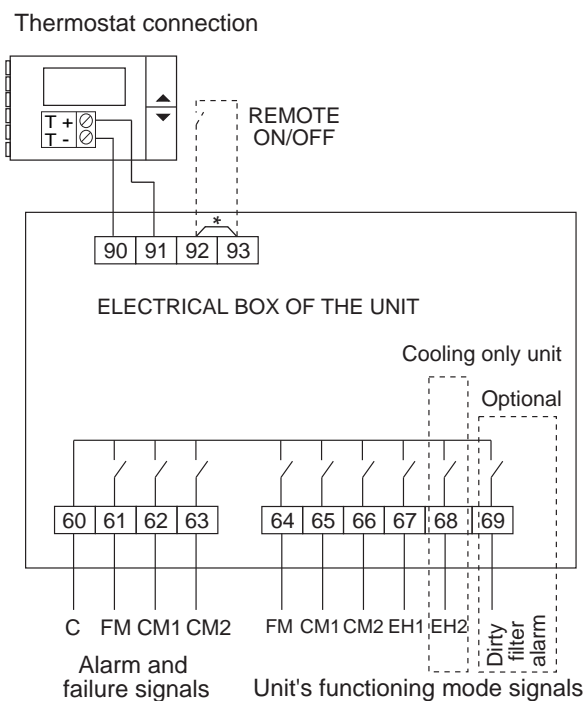 Thermostat connection
T +
T -
REMOTE
ON/OFF
*
90 91 92 93
ELECTRICAL BOX OF THE UNIT
Cooling only unit
Optional
60 61 62 63 64 65 66 67 68 69
C FM CM1 CM2 FM CM1 CM2 EH1 EH2
Dirty
filter
alarm
Alarm and
failure signals
Unit's functioning mode signals